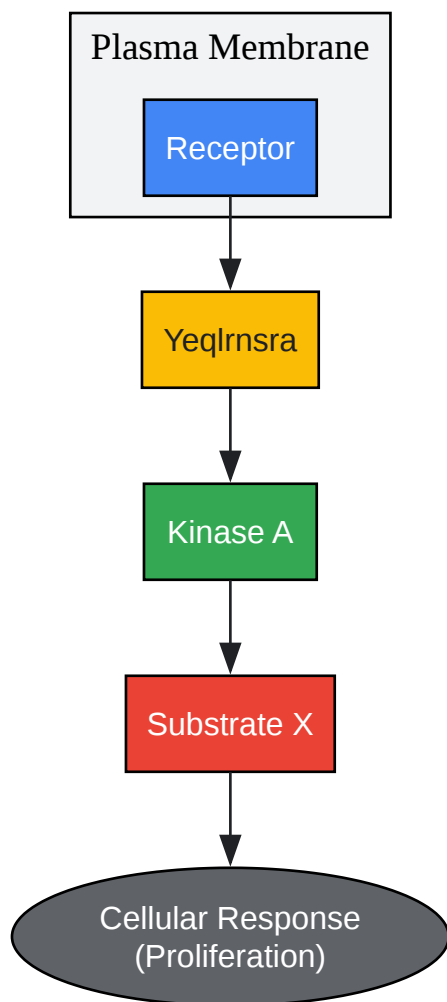 Plasma Membrane
Receptor
Yeqlrnsra
Kinase A
Substrate X
Cellular Response
(Proliferation)